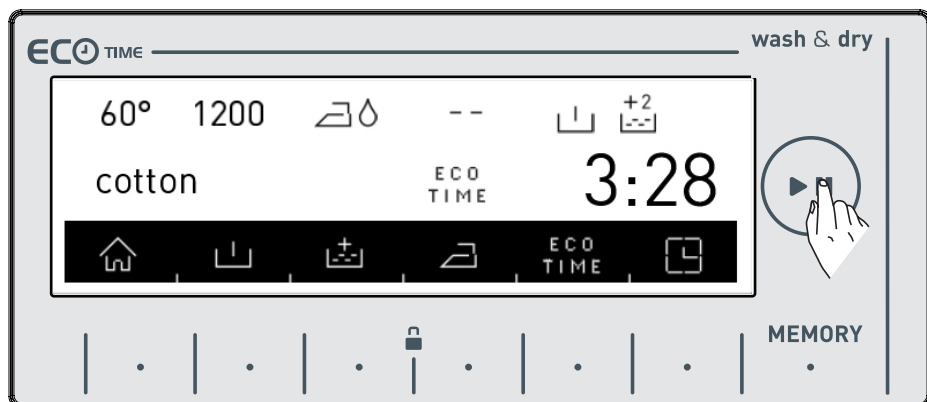 ECO TIME
wash & dry
60° 1200 -- +2
cotton ECO TIME 3:28
ECO TIME
MEMORY